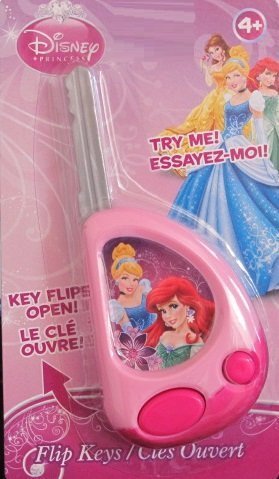 Disney
PRINCESS
4+
TRY ME!
ESSAYEZ-MOI!
KEY FLIPS
OPEN!
LE CLÉ
OUVRE!
Flip Keys / Clés Ouvert